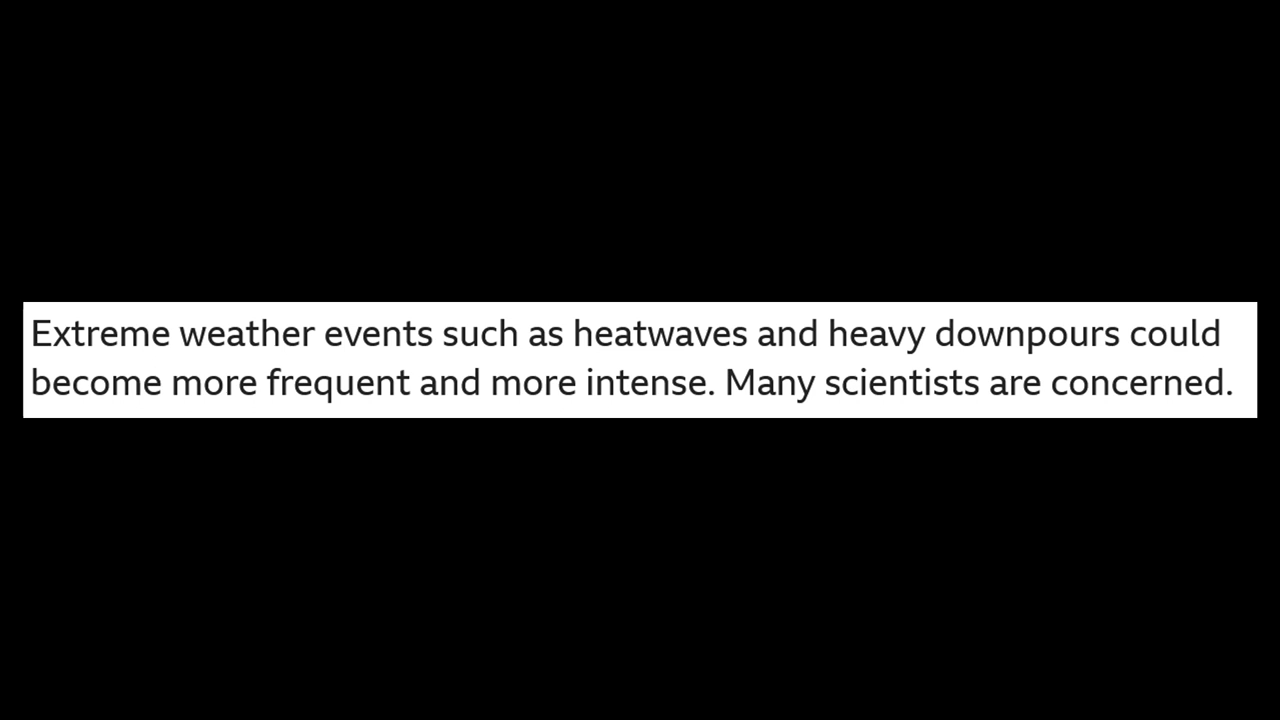 Extreme weather events such as heatwaves and heavy downpours could
become more frequent and more intense. Many scientists are concerned.